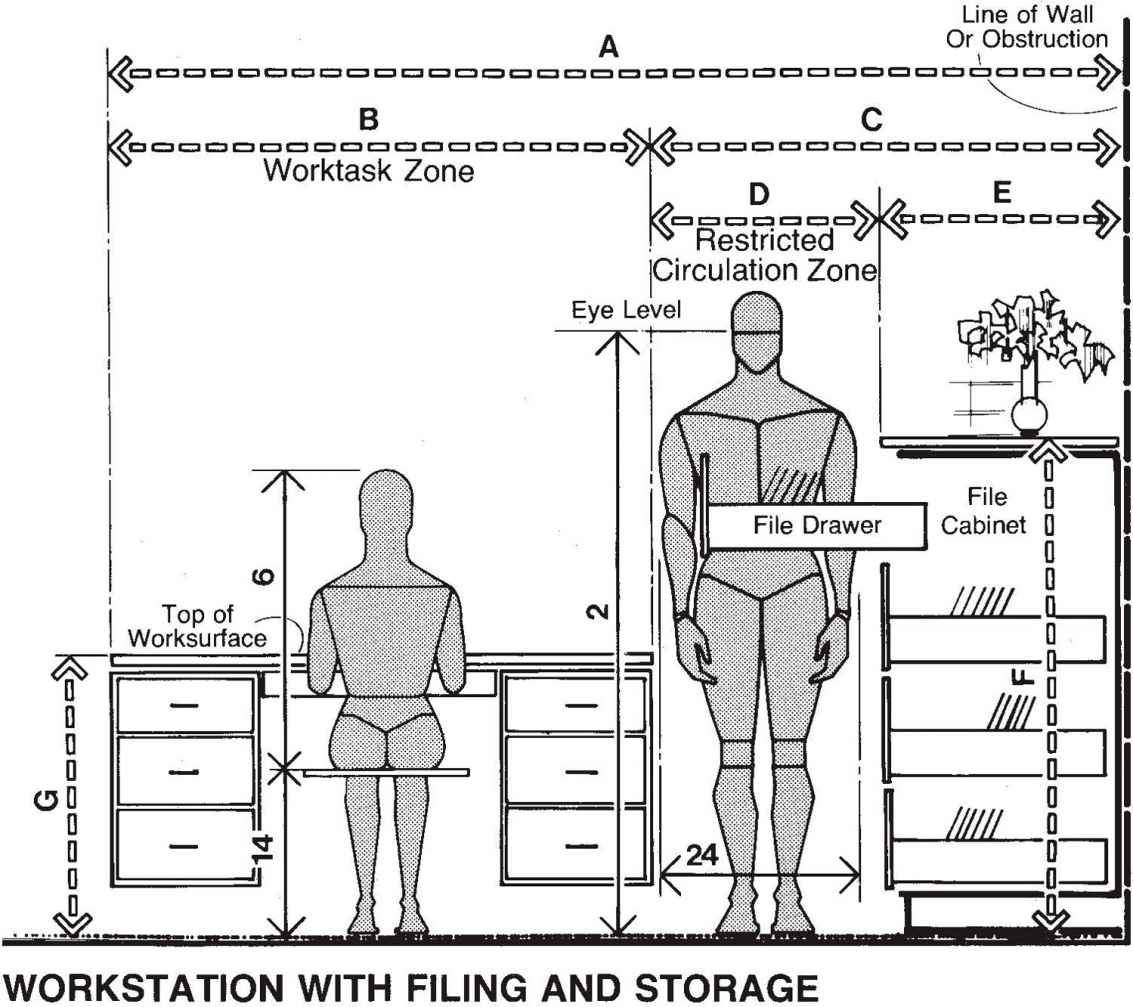 Line of Wall
Or Obstruction
A
B
C
Worktask Zone
D
E
Restricted
Circulation Zone
Eye Level
File
Cabinet
File Drawer
6
2
Top of
Worksurface
F
G
14
24
WORKSTATION WITH FILING AND STORAGE